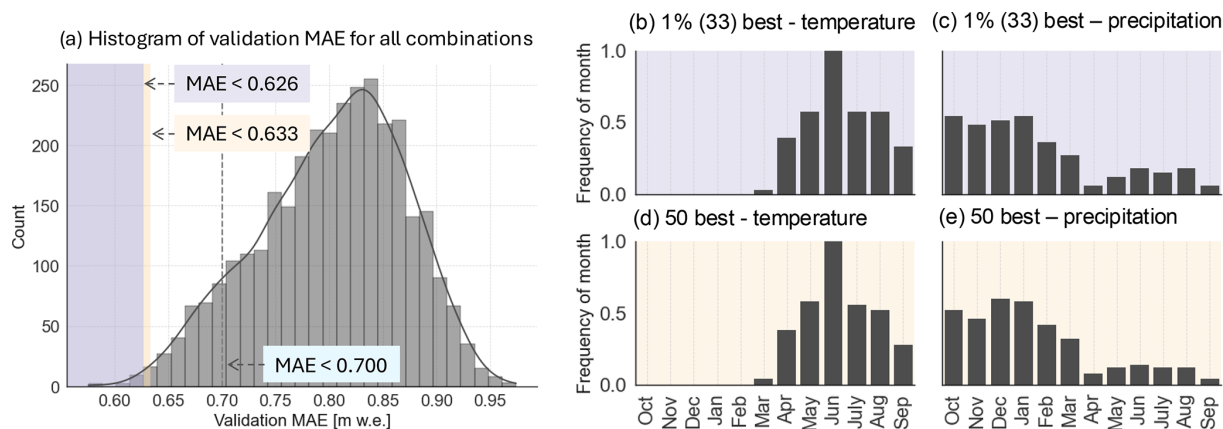 (a) Histogram of validation MAE for all combinations
250
200
150
100
50
0
Count
MAE < 0.626
MAE < 0.633
MAE < 0.700
0.60 0.65 0.70 0.75 0.80 0.85 0.90 0.95
Validation MAE [m w.e.]
(b) 1% (33) best - temperature
1.0
0.5
0.0
Frequency of month
(c) 1% (33) best – precipitation
(d) 50 best - temperature
1.0
0.5
0.0
Frequency of month
Oct Nov Dec Jan Feb Mar Apr May Jun July Aug Sep
(e) 50 best – precipitation
Oct Nov Dec Jan Feb Mar Apr May Jun July Aug Sep